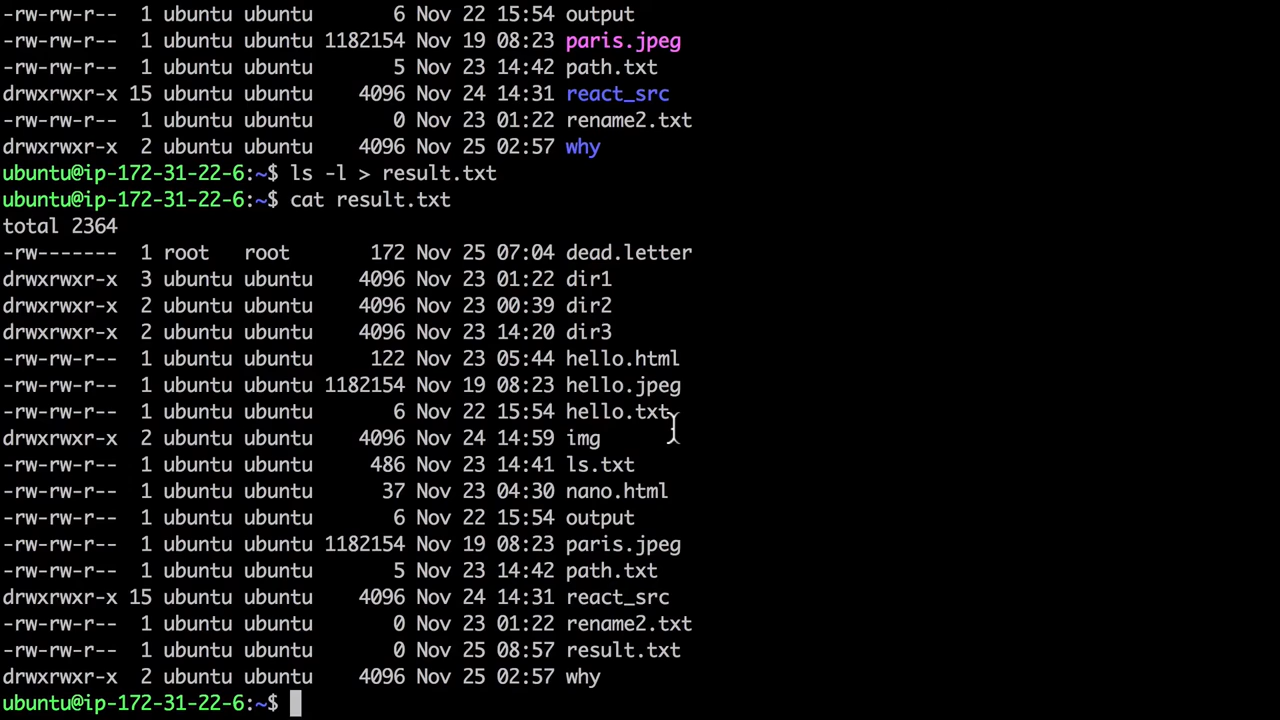 -rw-rw-r--  1 ubuntu ubuntu       6 Nov 22 15:54 output
-rw-rw-r--  1 ubuntu ubuntu 1182154 Nov 19 08:23 paris.jpeg
-rw-rw-r--  1 ubuntu ubuntu       5 Nov 23 14:42 path.txt
drwxrwxr-x 15 ubuntu ubuntu    4096 Nov 24 14:31 react_src
-rw-rw-r--  1 ubuntu ubuntu       0 Nov 23 01:22 rename2.txt
drwxrwxr-x  2 ubuntu ubuntu    4096 Nov 25 02:57 why
ubuntu@ip-172-31-22-6:~$ ls -l > result.txt
ubuntu@ip-172-31-22-6:~$ cat result.txt
total 2364
-rw-------  1 root   root       172 Nov 25 07:04 dead.letter
drwxrwxr-x  3 ubuntu ubuntu    4096 Nov 23 01:22 dir1
drwxrwxr-x  2 ubuntu ubuntu    4096 Nov 23 00:39 dir2
drwxrwxr-x  2 ubuntu ubuntu    4096 Nov 23 14:20 dir3
-rw-rw-r--  1 ubuntu ubuntu     122 Nov 23 05:44 hello.html
-rw-rw-r--  1 ubuntu ubuntu 1182154 Nov 19 08:23 hello.jpeg
-rw-rw-r--  1 ubuntu ubuntu       6 Nov 22 15:54 hello.txt
drwxrwxr-x  2 ubuntu ubuntu    4096 Nov 24 14:59 img
-rw-rw-r--  1 ubuntu ubuntu     486 Nov 23 14:41 ls.txt
-rw-rw-r--  1 ubuntu ubuntu      37 Nov 23 04:30 nano.html
-rw-rw-r--  1 ubuntu ubuntu       6 Nov 22 15:54 output
-rw-rw-r--  1 ubuntu ubuntu 1182154 Nov 19 08:23 paris.jpeg
-rw-rw-r--  1 ubuntu ubuntu       5 Nov 23 14:42 path.txt
drwxrwxr-x 15 ubuntu ubuntu    4096 Nov 24 14:31 react_src
-rw-rw-r--  1 ubuntu ubuntu       0 Nov 23 01:22 rename2.txt
-rw-rw-r--  1 ubuntu ubuntu       0 Nov 25 08:57 result.txt
drwxrwxr-x  2 ubuntu ubuntu    4096 Nov 25 02:57 why
ubuntu@ip-172-31-22-6:~$